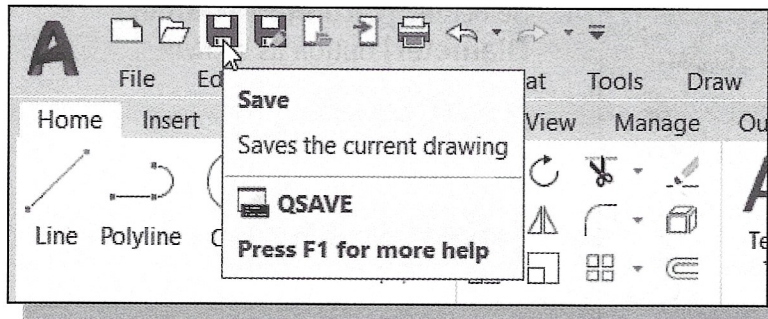 File Ed at Tools Draw
Home Insert View Manage Ou
Save
Saves the current drawing
QSAVE
Press F1 for more help
Line Polyline